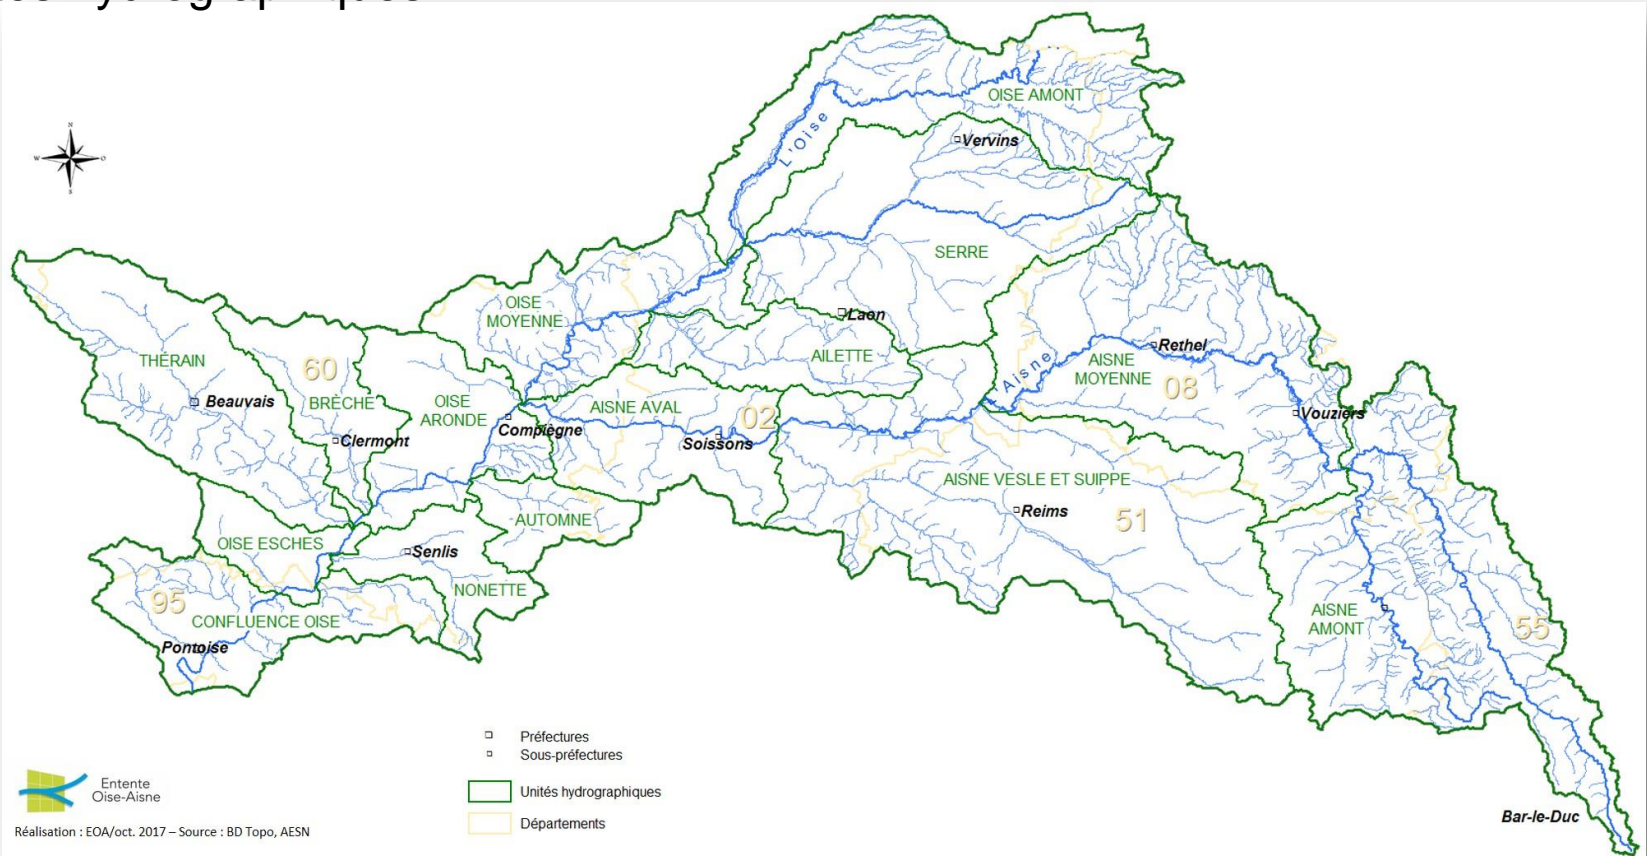 hydrographiques
N
W
O
S
OISE AMONT
L'Oise
Vervins
SERRE
OISE
MOYENNE
Laon
AILETTE
THÉRAIN
60
BRÈCHE
Beauvais
Clermont
OISE
ARONDE
Compiègne
AISNE AVAL
02
Soissons
L'Aisne
Rethel
AISNE
MOYENNE
08
Vouziers
AISNE VESLE ET SUIPPE
Reims
51
AUTOMNE
OISE ESCHES
Senlis
NONETTE
95
CONFLUENCE OISE
Pontoise
AISNE
AMONT
55
Bar-le-Duc
Préfectures
Sous-préfectures
Unités hydrographiques
Départements
Entente
Oise-Aisne
Réalisation : EOA/oct. 2017 – Source : BD Topo, AESN